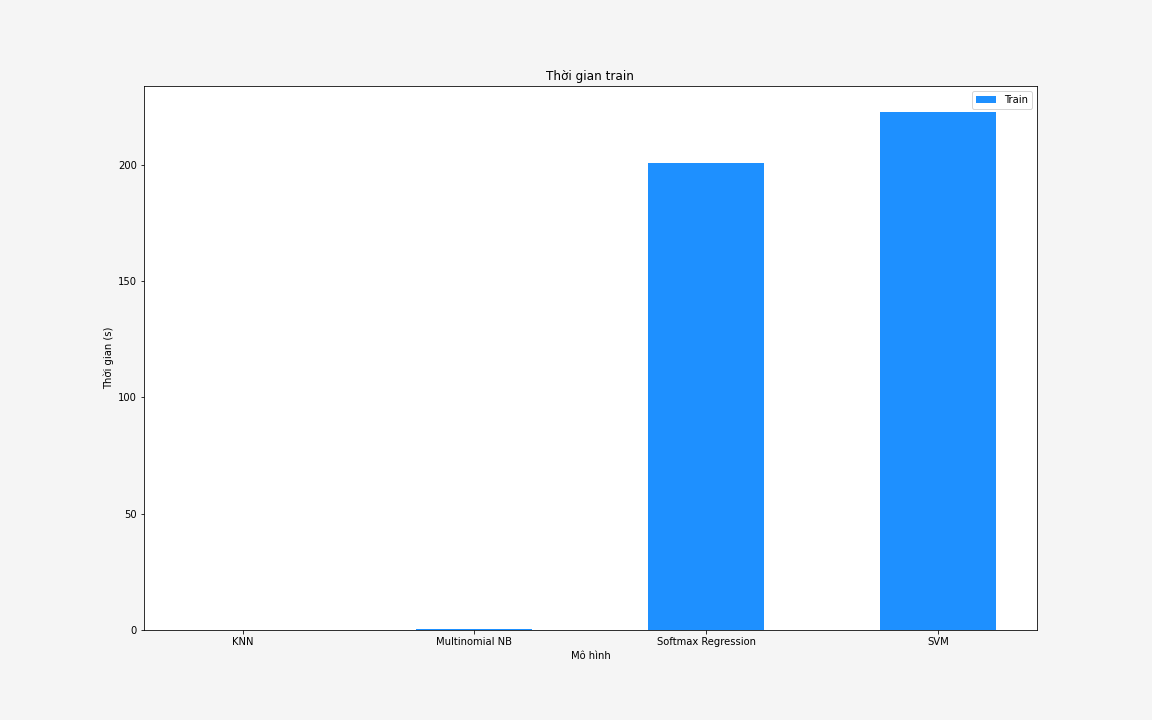 Thời gian train
Train
200
150
100
50
0
Thời gian (s)
KNN
Multinomial NB
Softmax Regression
SVM
Mô hình